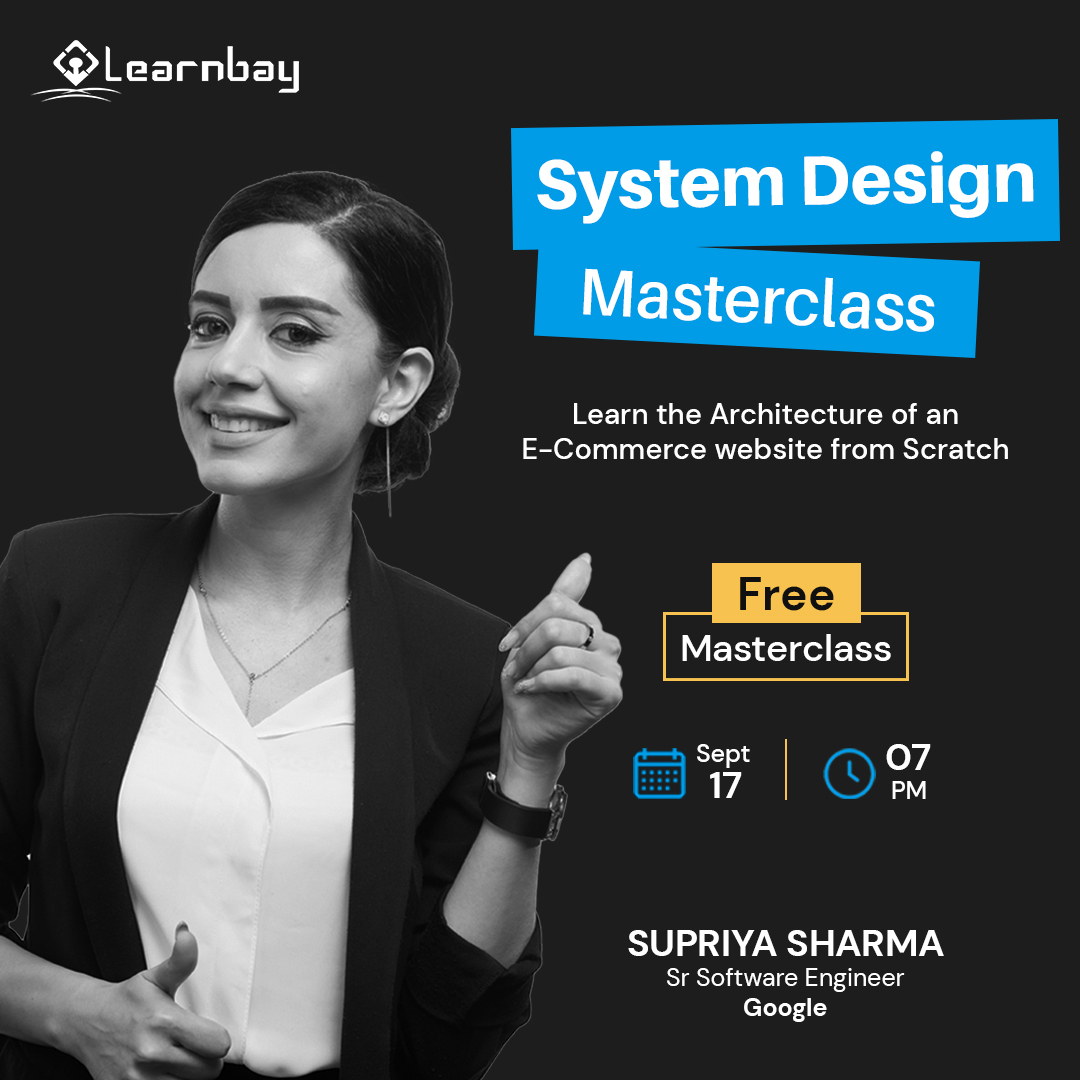 Learnbay
System Design
Masterclass
Learn the Architecture of an
E-Commerce website from Scratch
Free
Masterclass
Sept
17
07
PM
SUPRIYA SHARMA
Sr Software Engineer
Google